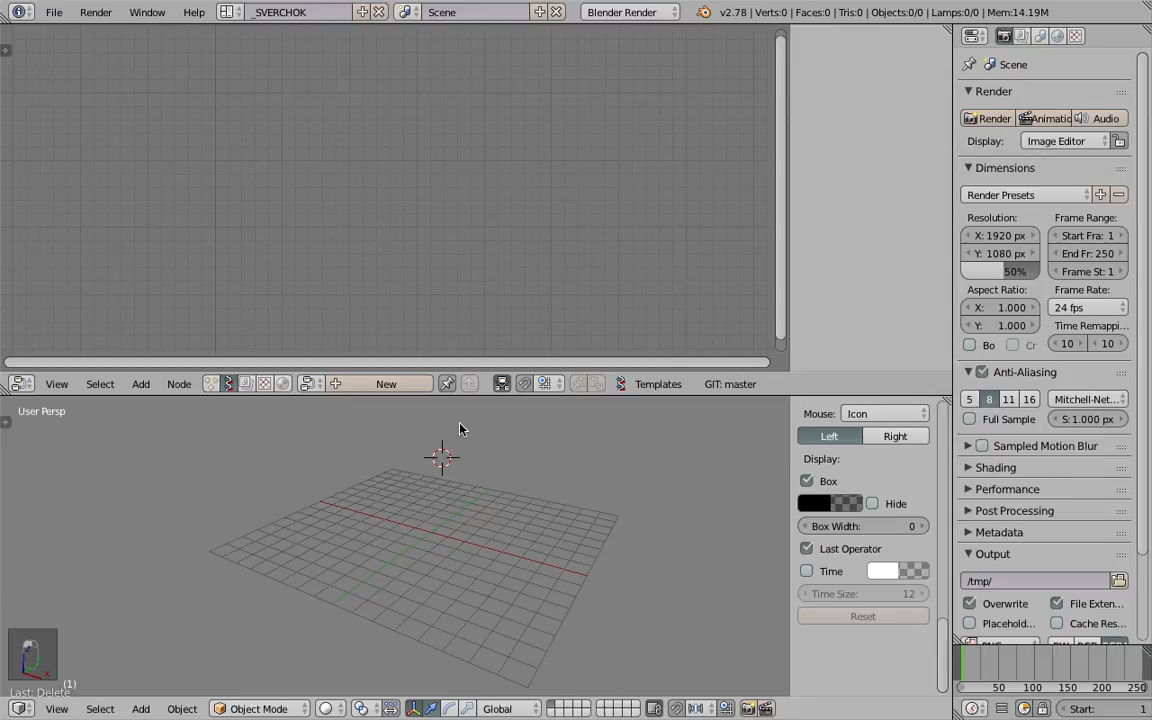 File Render Window Help _SVERCHOK Scene Blender Render v2.78 | Verts:0 | Faces:0 | Tris:0 | Objects:0/0 | Lamps:0/0 | Mem:14.19M
Scene
Render
Render Animatic Audio
Display: Image Editor
Dimensions
Render Presets
Resolution: Frame Range:
X: 1920 px Start Fra: 1
Y: 1080 px End Fr: 250
50% Frame St: 1
Aspect Ratio: Frame Rate:
X: 1.000 24 fps
Y: 1.000 Time Remappi...
Bo Cr 10 10
Anti-Aliasing
5 8 11 16 Mitchell-Net...
Full Sample S: 1.000 px
Sampled Motion Blur
Shading
Performance
Post Processing
Metadata
Output
/tmp/
Overwrite File Exten...
Placehold... Cache Res...
View Select Add Node New Templates GIT: master
User Persp
Mouse: Icon
Left Right
Display:
Box
Hide
Box Width: 0
Last Operator
Time
Time Size: 12
Reset
(1)
Last: Delete
x
View Select Add Object Object Mode Global
50 100 150 200 250
Start: 1